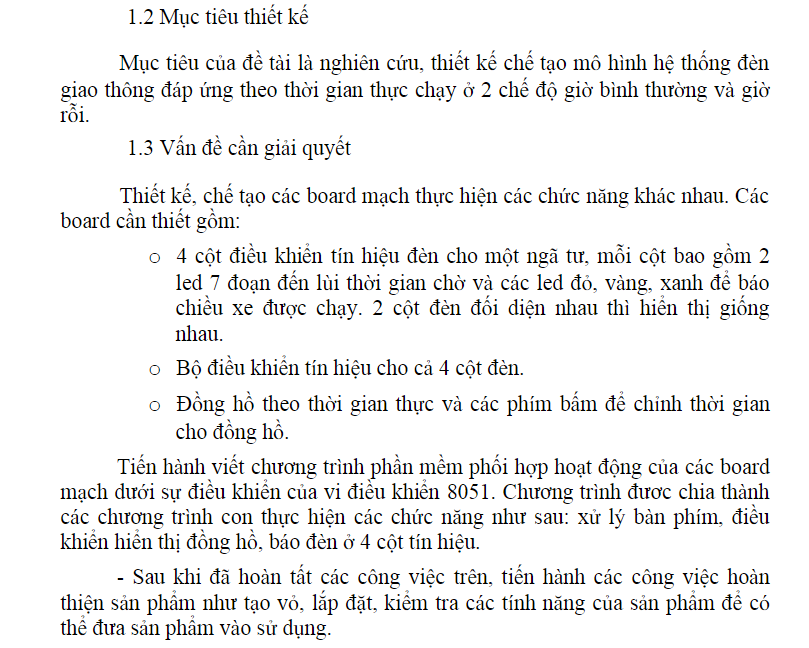 1.2 Mục tiêu thiết kế
Mục tiêu của đề tài là nghiên cứu, thiết kế chế tạo mô hình hệ thống đèn
giao thông đáp ứng theo thời gian thực chạy ở 2 chế độ giờ bình thường và giờ
rỗi.
1.3 Vấn đề cần giải quyết
Thiết kế, chế tạo các board mạch thực hiện các chức năng khác nhau. Các
board cần thiết gồm:
o 4 cột điều khiển tín hiệu đèn cho một ngã tư, mỗi cột bao gồm 2
led 7 đoạn đến lùi thời gian chờ và các led đỏ, vàng, xanh để báo
chiều xe được chạy. 2 cột đèn đối diện nhau thì hiển thị giống
nhau.
o Bộ điều khiển tín hiệu cho cả 4 cột đèn.
o Đồng hồ theo thời gian thực và các phím bấm để chỉnh thời gian
cho đồng hồ.
Tiến hành viết chương trình phần mềm phối hợp hoạt động của các board
mạch dưới sự điều khiển của vi điều khiển 8051. Chương trình đươc chia thành
các chương trình con thực hiện các chức năng như sau: xử lý bàn phím, điều
khiển hiển thị đồng hồ, báo đèn ở 4 cột tín hiệu.
- Sau khi đã hoàn tất các công việc trên, tiến hành các công việc hoàn
thiện sản phẩm như tạo vỏ, lắp đặt, kiểm tra các tính năng của sản phẩm để có
thể đưa sản phẩm vào sử dụng.